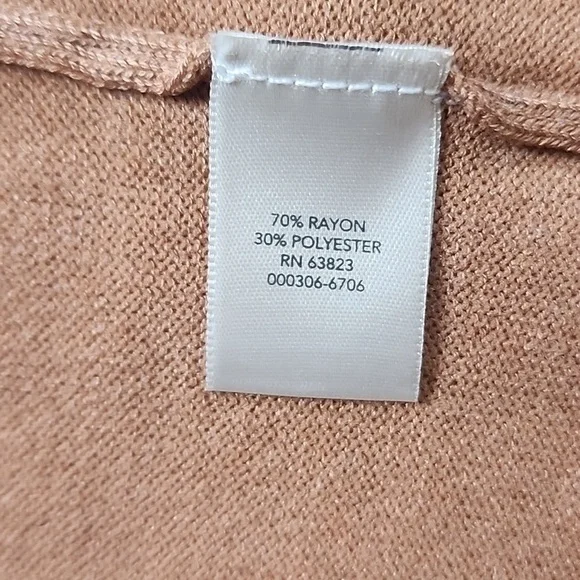 70% RAYON
30% POLYESTER
RN 63823
000306-6706